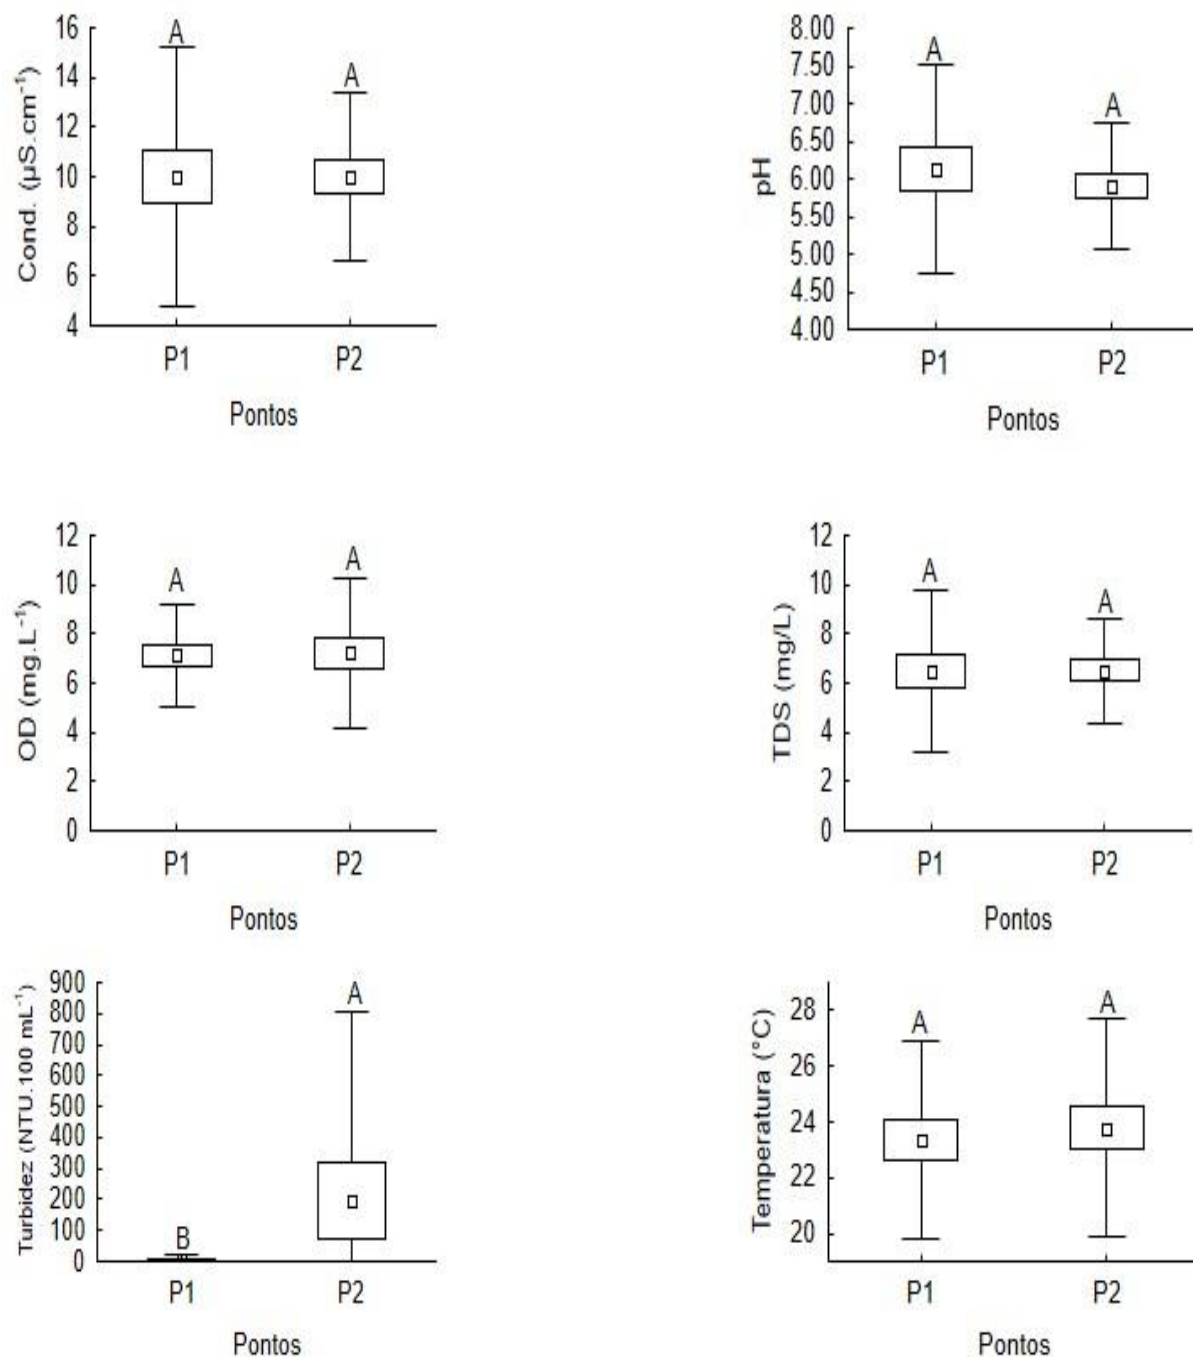 Cond. (µS.cm⁻¹)
16
14
12
10
8
6
4
A
A
P1
P2
Pontos
pH
8.00
7.50
7.00
6.50
6.00
5.50
5.00
4.50
4.00
A
A
P1
P2
Pontos
OD (mg.L⁻¹)
12
10
8
6
4
2
0
A
A
P1
P2
Pontos
TDS (mg/L)
12
10
8
6
4
2
0
A
A
P1
P2
Pontos
Turbidez (NTU.100 mL⁻¹)
900
800
700
600
500
400
300
200
100
0
B
A
P1
P2
Pontos
Temperatura (°C)
28
26
24
22
20
A
A
P1
P2
Pontos